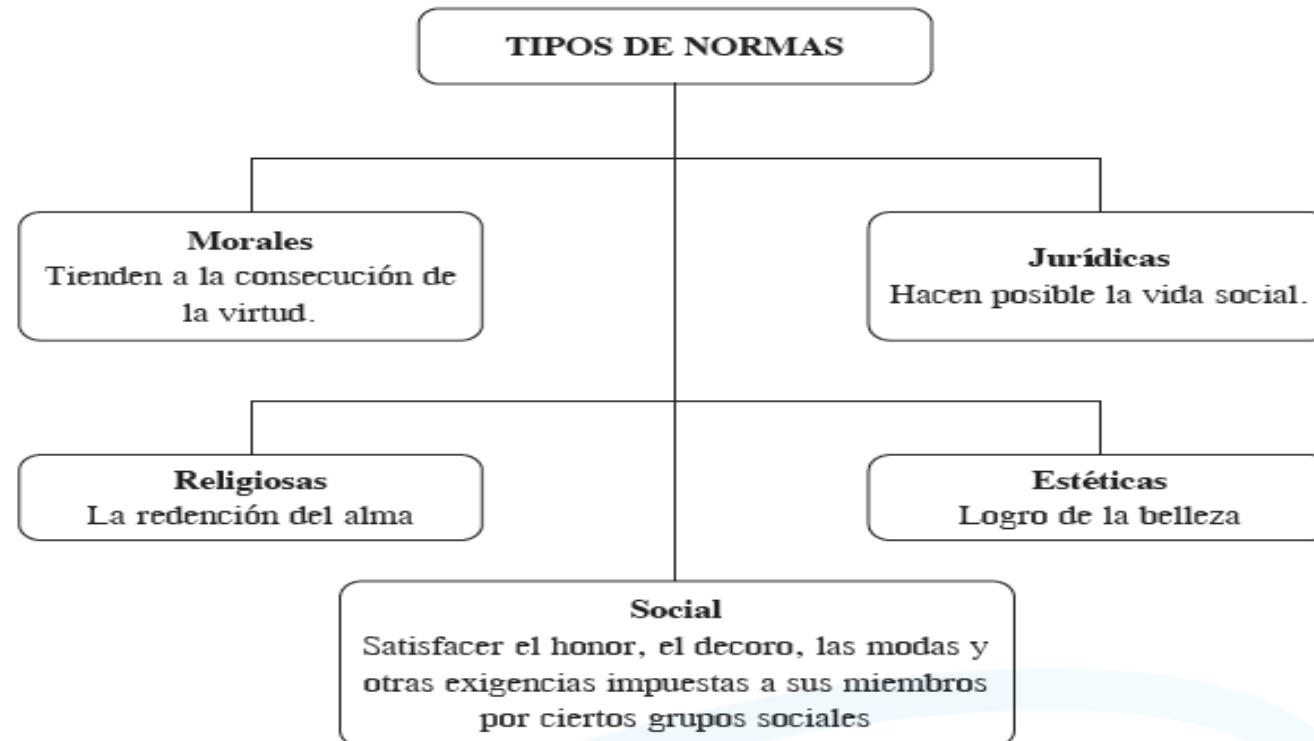 TIPOS DE NORMAS
Morales
Tienden a la consecución de
la virtud.
Jurídicas
Hacen posible la vida social.
Religiosas
La redención del alma
Estéticas
Logro de la belleza
Social
Satisfacer el honor, el decoro, las modas y
otras exigencias impuestas a sus miembros
por ciertos grupos sociales